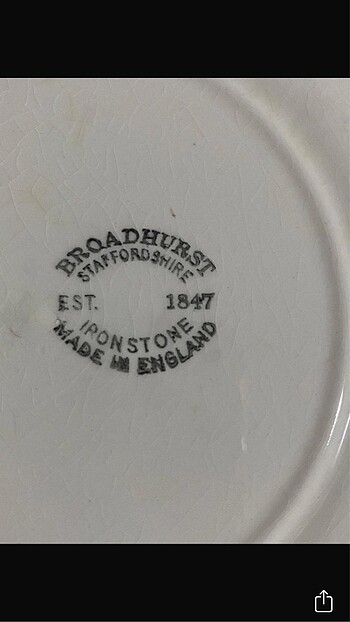 BROADHURST
STAFFORDSHIRE
EST. 1847
IRONSTONE
MADE IN ENGLAND